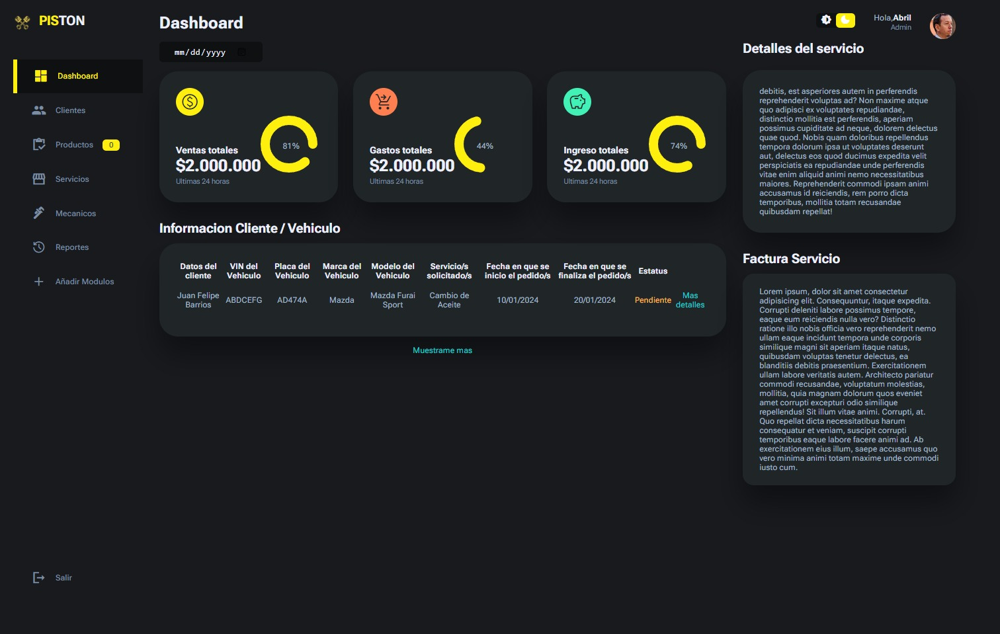 PISTON
Dashboard
Clientes
Productos 0
Servicios
Mecanicos
Reportes
Añadir Modulos
Salir
Dashboard
mm/dd/yyyy
Ventas totales
$2.000.000
Ultimas 24 horas
81%
Gastos totales
$2.000.000
Ultimas 24 horas
44%
Ingreso totales
$2.000.000
Ultimas 24 horas
74%
Informacion Cliente / Vehiculo
Datos del cliente VIN del Vehiculo Placa del Vehiculo Marca del Vehiculo Modelo del Vehiculo Servicio/s solicitado/s Fecha en que se inicio el pedido/s Fecha en que se finaliza el pedido/s Estatus
Juan Felipe Barrios ABDCEFG AD474A Mazda Mazda Furai Sport Cambio de Aceite 10/01/2024 20/01/2024 Pendiente Mas detalles
Muestrame mas
Hola,Abril
Admin
Detalles del servicio
debitis, est asperiores autem in perferendis
reprehenderit voluptas ad? Non maxime atque
quo adipisci ex voluptates repudiandae,
distinctio mollitia est perferendis, aperiam
possimus cupiditate ad neque, dolorem delectus
quae quod. Nobis quam doloribus repellendus
tempora dolorum ipsa ut voluptates deserunt
aut, delectus eos quod ducimus expedita velit
perspiciatis ea repudiandae unde perferendis
vitae enim aliquid animi nemo necessitatibus
maiores. Reprehenderit commodi ipsam animi
accusamus id reiciendis, rem porro dicta
temporibus, mollitia totam recusandae
quibusdam repellat!
Factura Servicio
Lorem ipsum, dolor sit amet consectetur
adipisicing elit. Consequuntur, itaque expedita.
Corrupti deleniti labore possimus tempore,
eaque eum reiciendis nulla vero? Distinctio
ratione illo nobis officia vero reprehenderit nemo
ullam eaque incidunt tempora unde corporis
similique magni sit aperiam itaque natus,
quibusdam voluptas tenetur delectus, ea
blanditiis debitis praesentium. Exercitationem
ullam labore veritatis autem. Architecto pariatur
commodi recusandae, voluptatum molestias,
mollitia, quia magnam dolorum quos eveniet
amet corrupti excepturi odio similique
repellendus! Sit illum vitae animi. Corrupti, at.
Quo repellat dicta necessitatibus harum
consequatur et veniam, suscipit corrupti
temporibus eaque labore facere animi ad. Ab
exercitationem eius illum, saepe accusamus quo
vero minima animi totam maxime unde commodi
iusto cum.